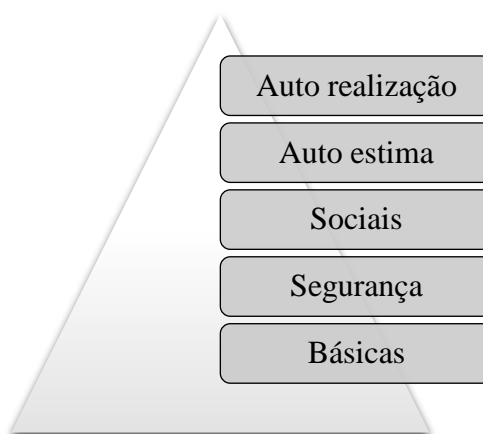 Auto realização
Auto estima
Sociais
Segurança
Básicas